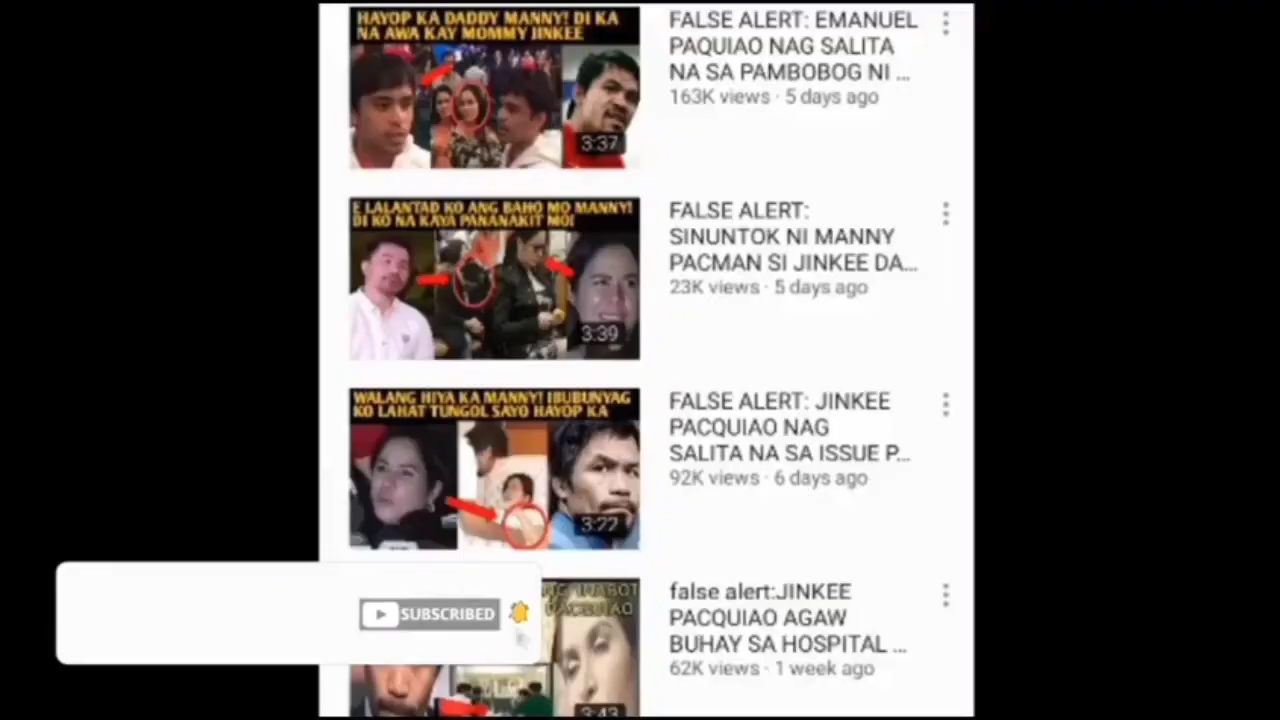 HAYOP KA DADDY MANNY! DI KA
NA AWA KAY MOMMY JINKEE
3:37
FALSE ALERT: EMANUEL
PAQUIAO NAG SALITA
NA SA PAMBOBOG NI ...
163K views · 5 days ago
E LALANTAD KO ANG BAHO MO MANNY!
DI KO NA KAYA PANANAKIT MO!
3:39
FALSE ALERT:
SINUNTOK NI MANNY
PACMAN SI JINKEE DA...
23K views · 5 days ago
WALANG HIYA KA MANNY! IBUBUNYAG
KO LAHAT TUNGOL SAYO HAYOP KA
3:22
FALSE ALERT: JINKEE
PACQUIAO NAG
SALITA NA SA ISSUE P...
92K views · 6 days ago
PACQUIAO
3:43
false alert:JINKEE
PACQUIAO AGAW
BUHAY SA HOSPITAL ...
62K views · 1 week ago
SUBSCRIBED